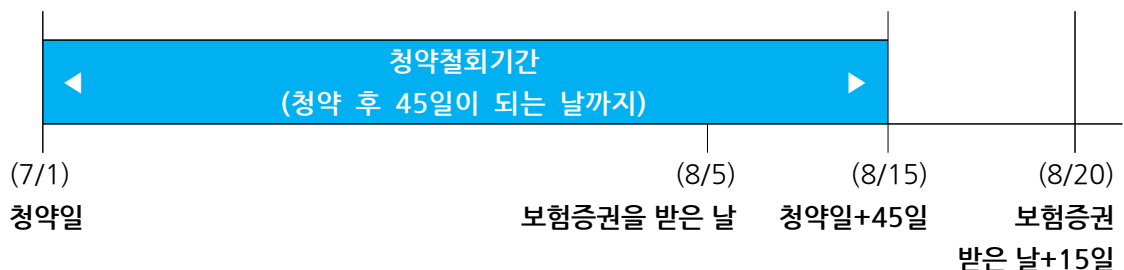 청약철회기간
(청약 후 45일이 되는 날까지)
(7/1) (8/5) (8/15) (8/20)
청약일 보험증권을 받은 날 청약일+45일 보험증권
받은 날+15일